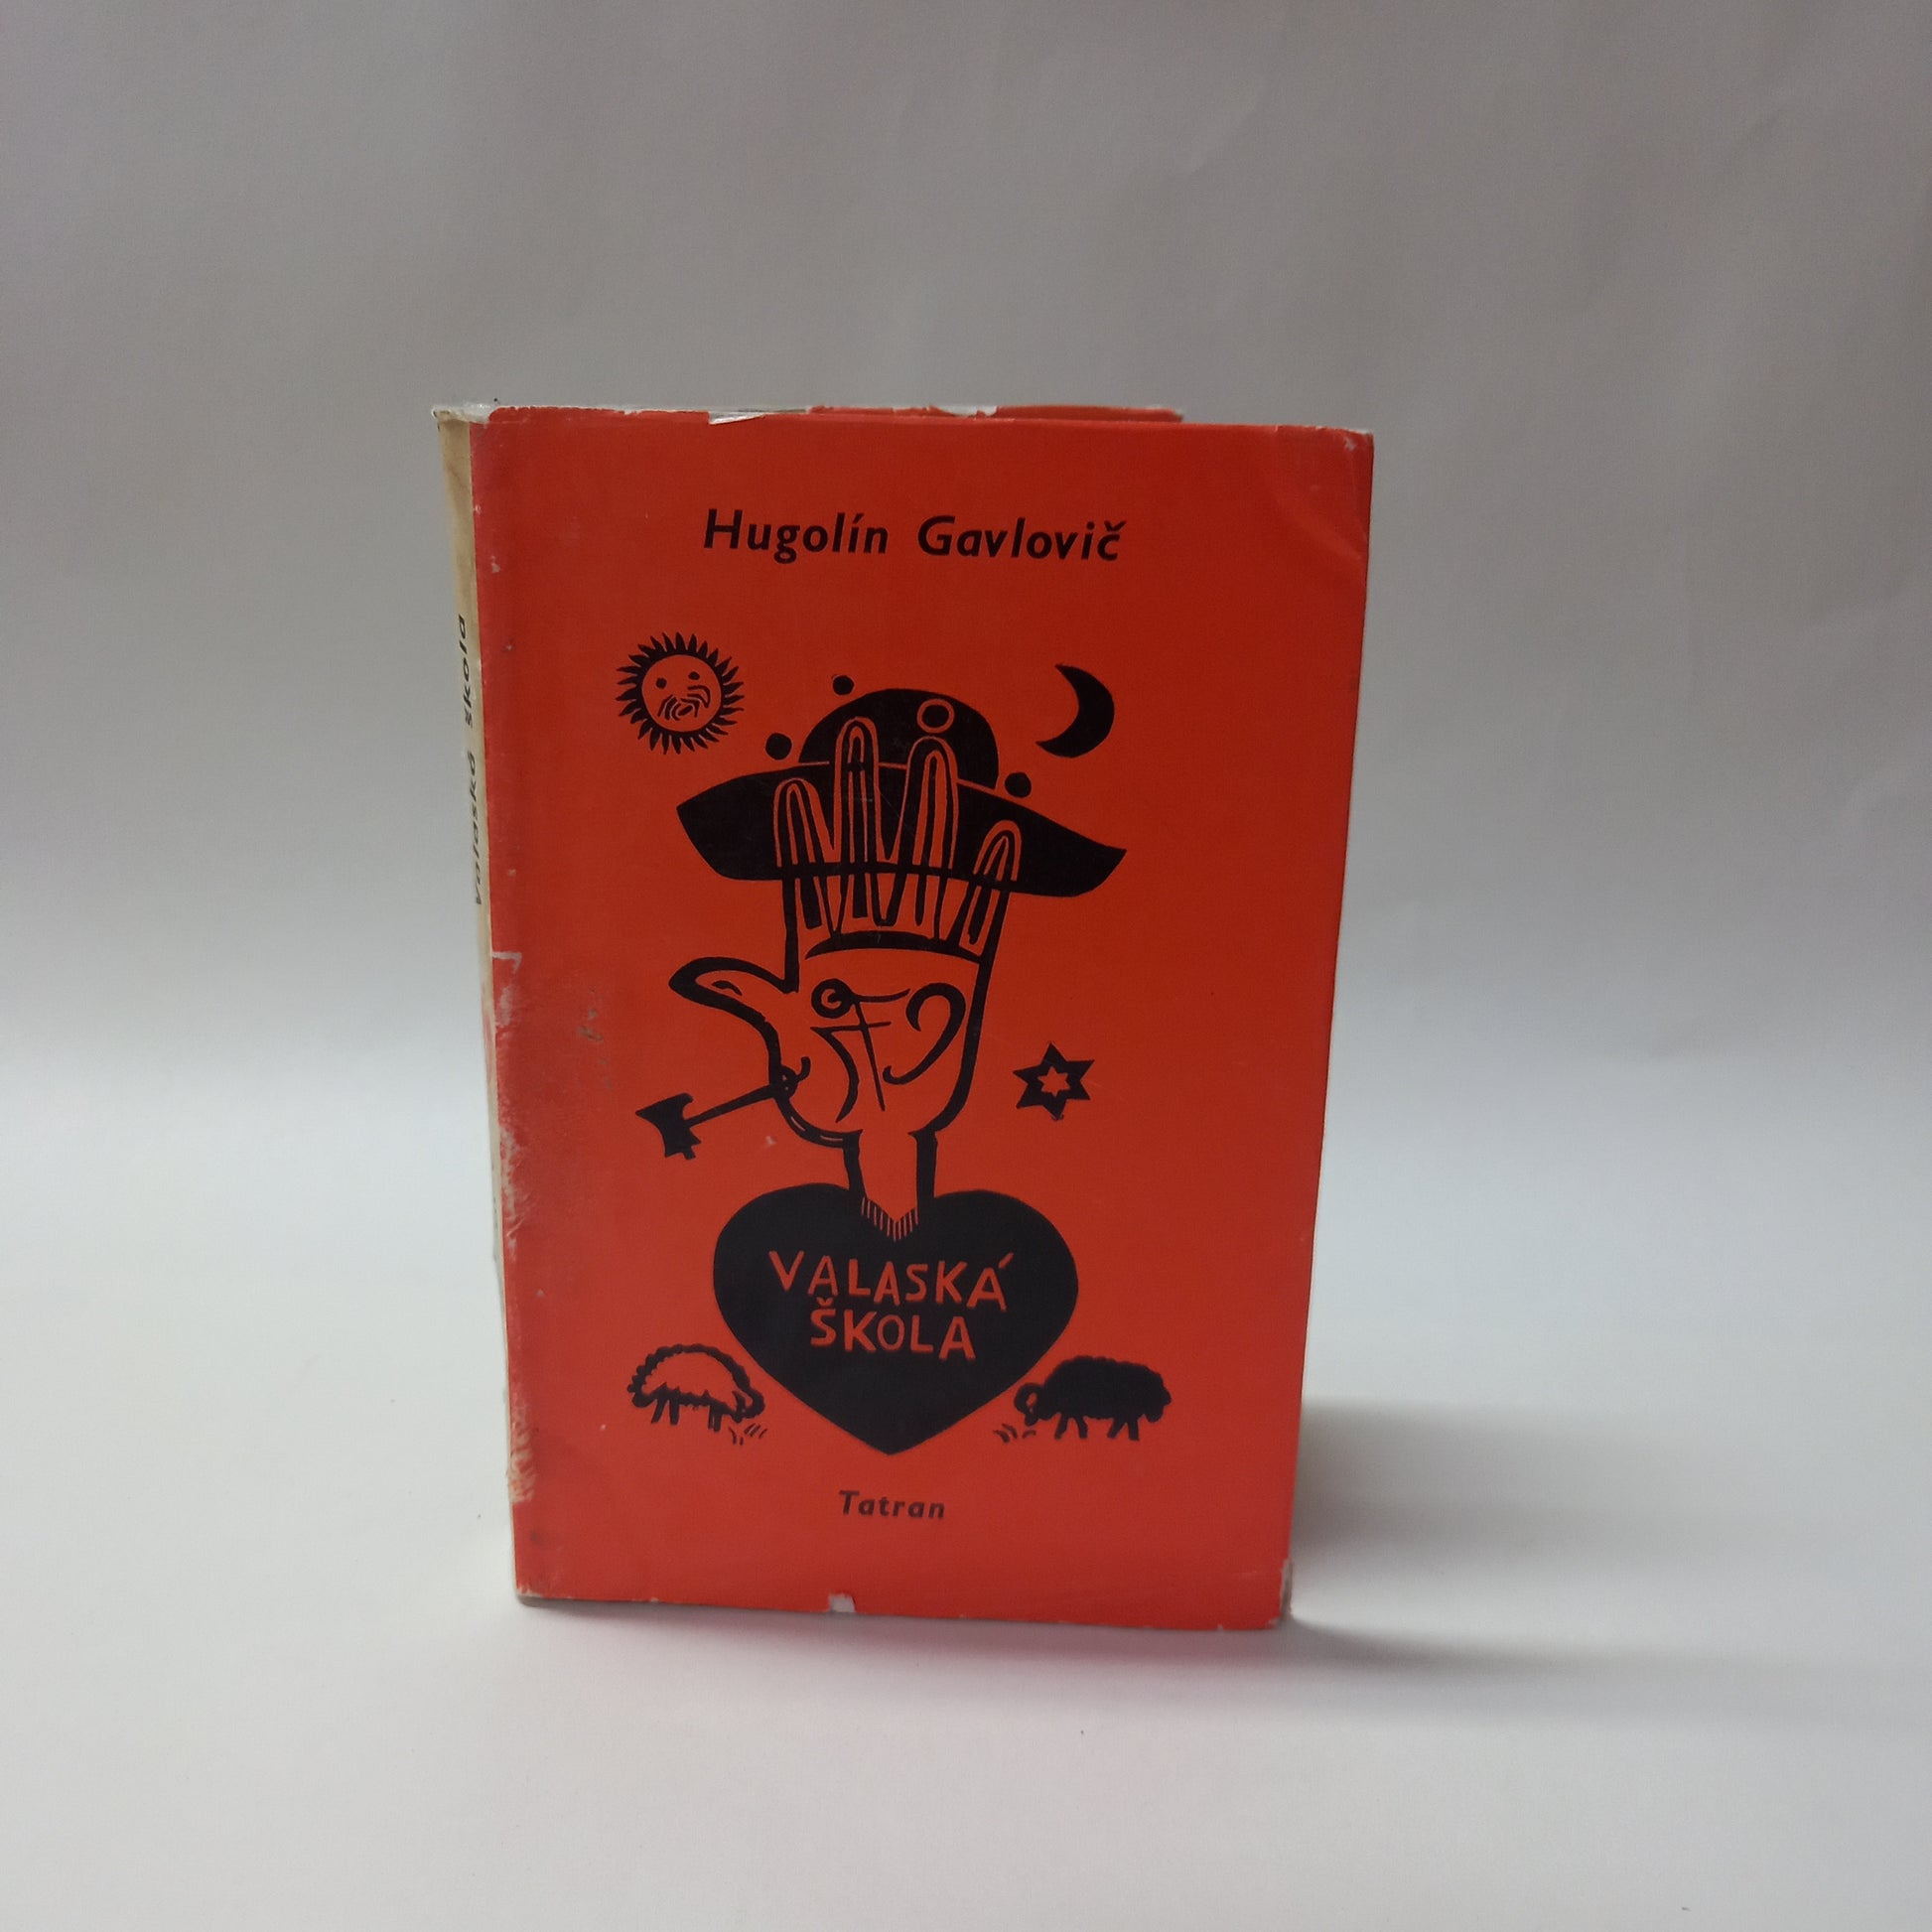 Hugolín Gavlovič
VALASKÁ
ŠKOLA
Tatran
Valaská škola